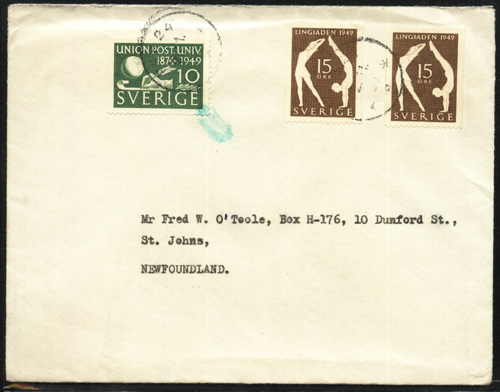 UNION POST. UNIV.
1874 1949
10
SVERIGE
LINGIADEN 1949
15
ÖRE
SVERIGE
LINGIADEN 1949
15
ÖRE
SVERIGE
24
Mr Fred W. O'Toole, Box H-176, 10 Dunford St.,
St. Johns,
NEWFOUNDLAND.